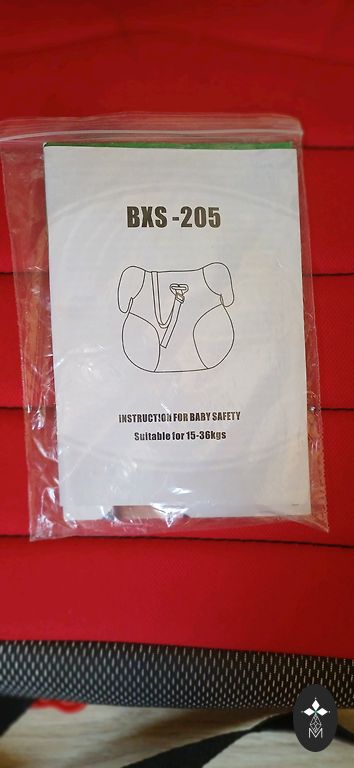 BXS -205
INSTRUCTION FOR BABY SAFETY
Suitable for 15-36kgs
M